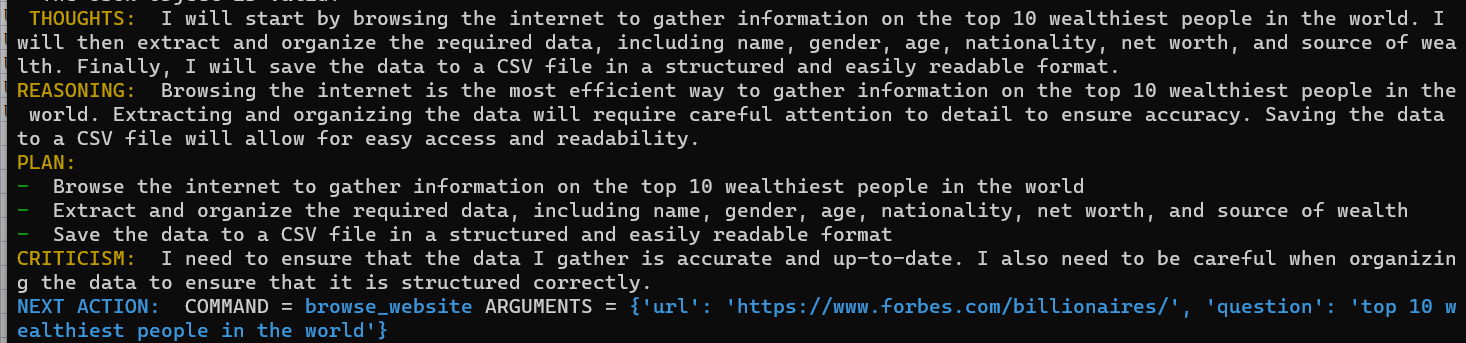 THOUGHTS:  I will start by browsing the internet to gather information on the top 10 wealthiest people in the world. I
will then extract and organize the required data, including name, gender, age, nationality, net worth, and source of wea
lth. Finally, I will save the data to a CSV file in a structured and easily readable format.
REASONING:  Browsing the internet is the most efficient way to gather information on the top 10 wealthiest people in the
world. Extracting and organizing the data will require careful attention to detail to ensure accuracy. Saving the data
to a CSV file will allow for easy access and readability.
PLAN:
-  Browse the internet to gather information on the top 10 wealthiest people in the world
-  Extract and organize the required data, including name, gender, age, nationality, net worth, and source of wealth
-  Save the data to a CSV file in a structured and easily readable format
CRITICISM:  I need to ensure that the data I gather is accurate and up-to-date. I also need to be careful when organizin
g the data to ensure that it is structured correctly.
NEXT ACTION:  COMMAND = browse_website ARGUMENTS = {'url': 'https://www.forbes.com/billionaires/', 'question': 'top 10 w
ealthiest people in the world'}